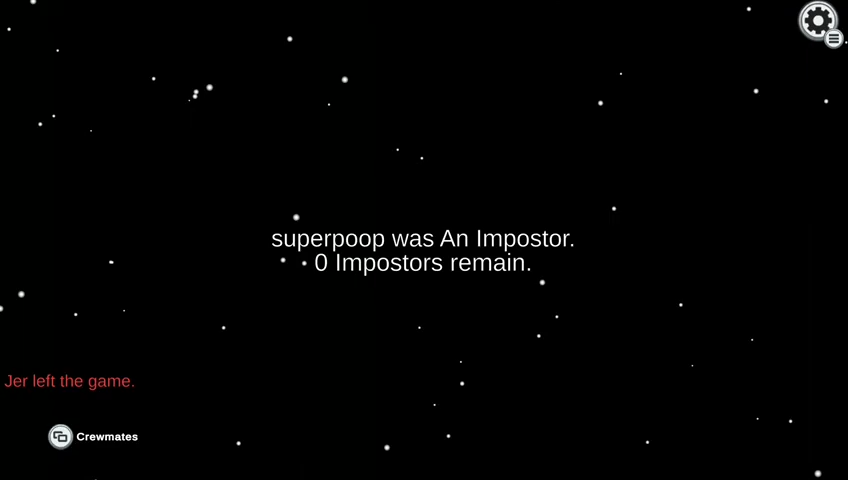 superpoop was An Impostor.
0 Impostors remain.
Jer left the game.
Crewmates